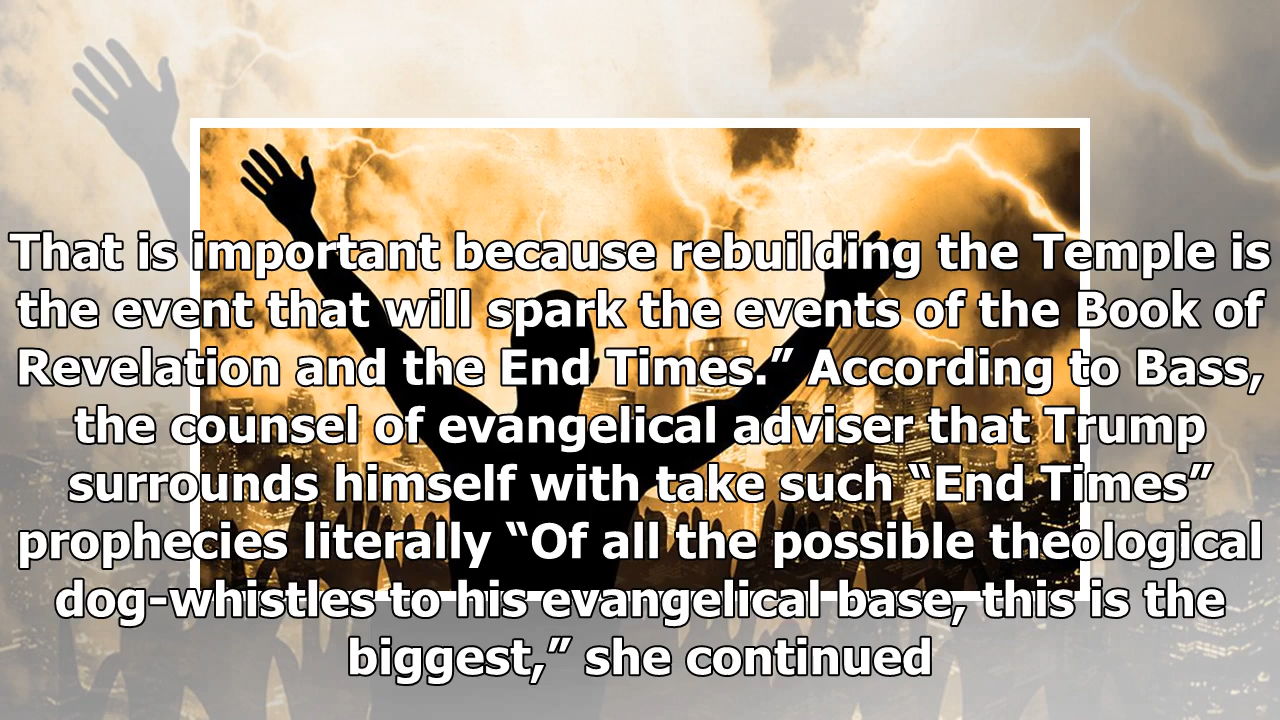 That is important because rebuilding the Temple is
the event that will spark the events of the Book of
Revelation and the End Times.” According to Bass,
the counsel of evangelical adviser that Trump
surrounds himself with take such “End Times”
prophecies literally “Of all the possible theological
dog-whistles to his evangelical base, this is the
biggest,” she continued